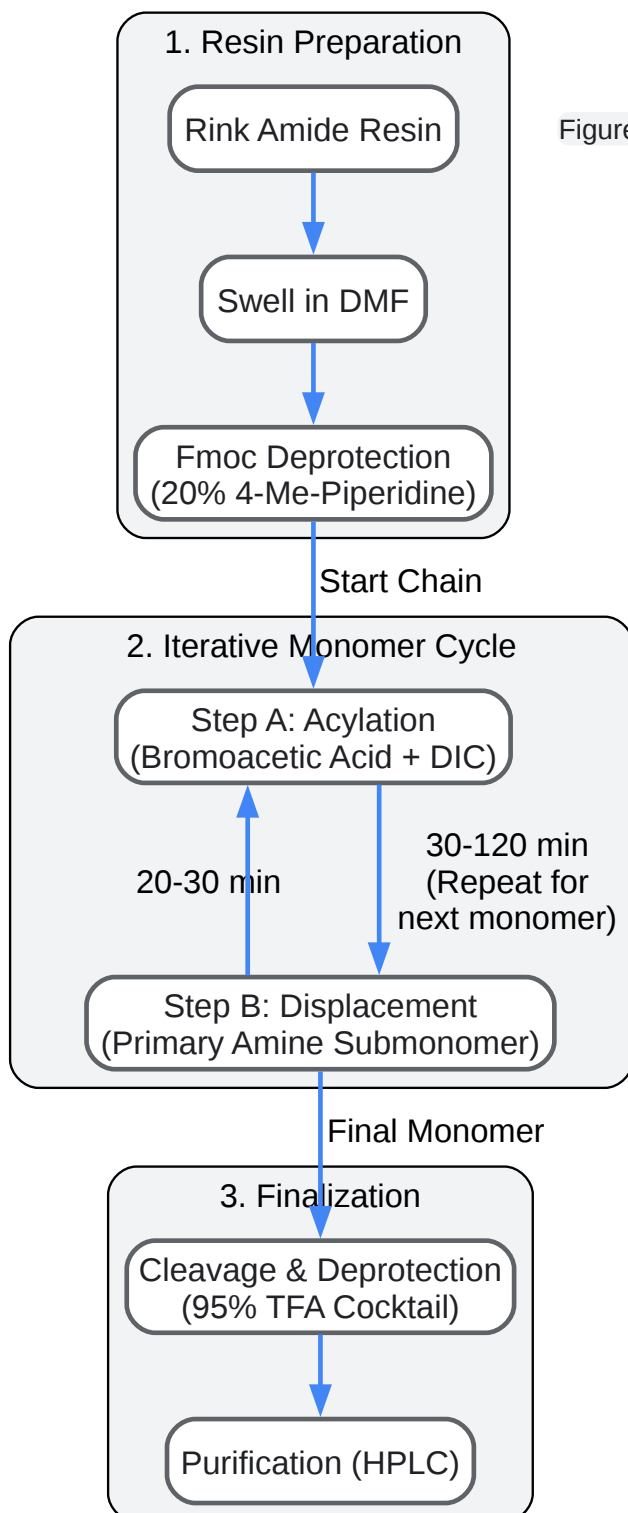 1. Resin Preparation
Rink Amide Resin
Figure
Swell in DMF
Fmoc Deprotection
(20% 4-Me-Piperidine)
Start Chain
2. Iterative Monomer Cycle
Step A: Acylation
(Bromoacetic Acid + DIC)
20-30 min
30-120 min
(Repeat for
next monomer)
Step B: Displacement
(Primary Amine Submonomer)
Final Monomer
3. Finalization
Cleavage & Deprotection
(95% TFA Cocktail)
Purification (HPLC)